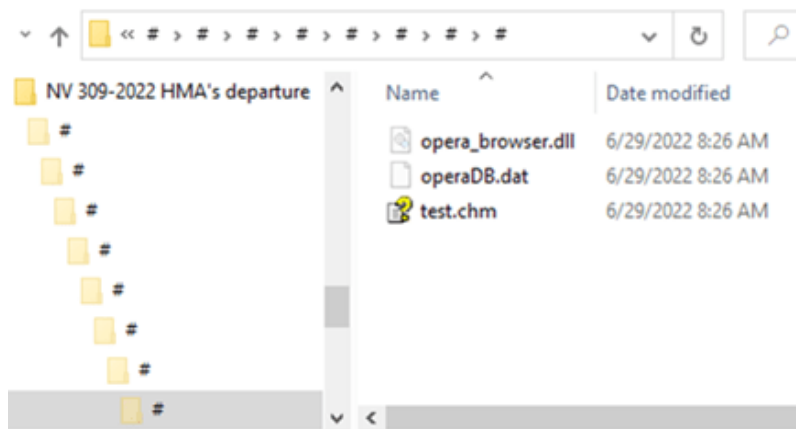 « # > # > # > # > # > # > # > #
NV 309-2022 HMA's departure
#
#
#
#
#
#
#
#
Name Date modified
opera_browser.dll 6/29/2022 8:26 AM
operaDB.dat 6/29/2022 8:26 AM
test.chm 6/29/2022 8:26 AM